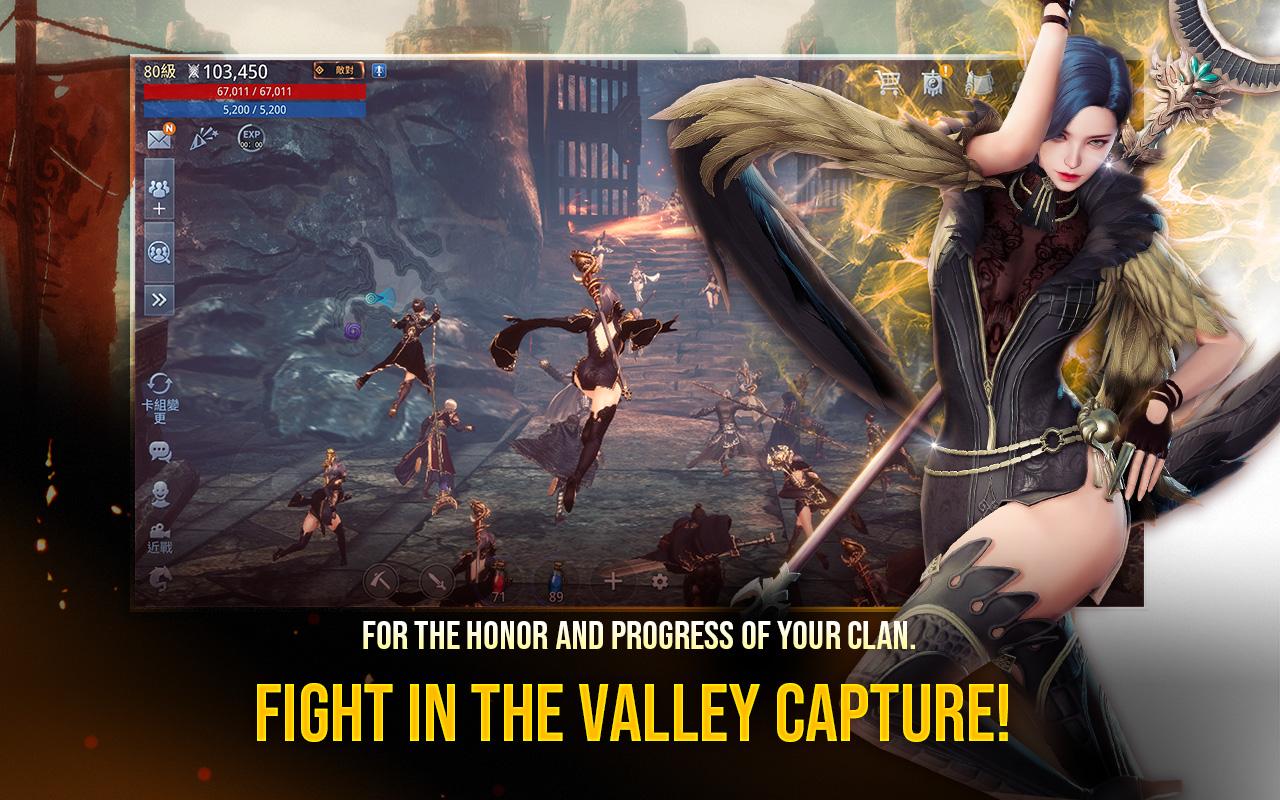 80級 103,450 敵對
67,011 / 67,011
5,200 / 5,200
N
EXP
00:00
!
卡組變
更
近戰
71
89
FOR THE HONOR AND PROGRESS OF YOUR CLAN.
FIGHT IN THE VALLEY CAPTURE!